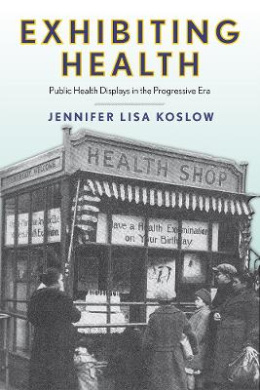 EXHIBITING
HEALTH
Public Health Displays in the Progressive Era
JENNIFER LISA KOSLOW
HEALTH SHOP
Have a Health Examination
on Your Birthday